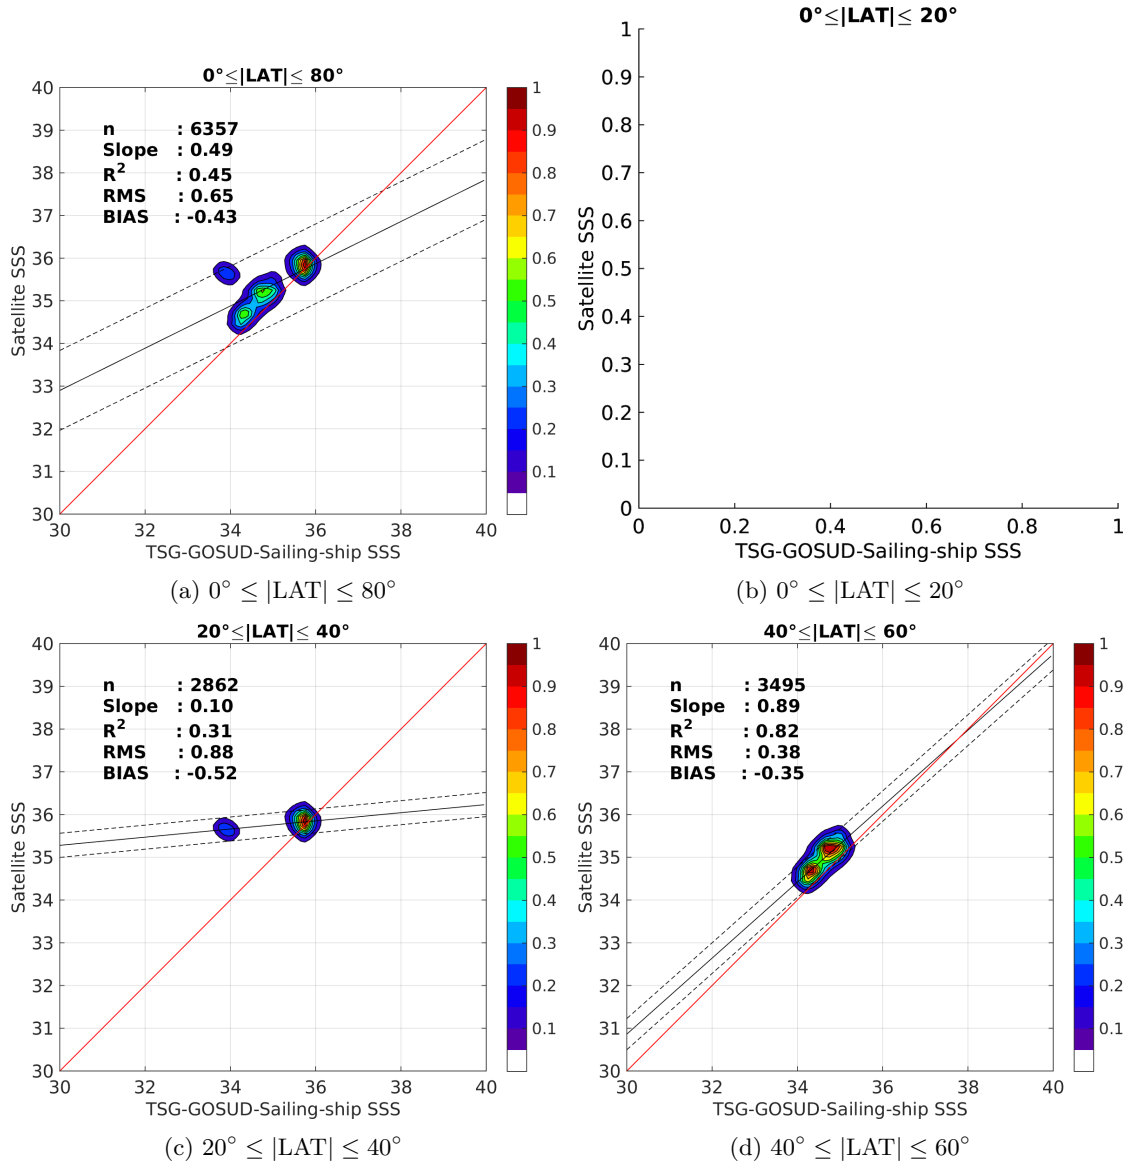 0°≤|LAT|≤ 80°
40
39
38
37
36
35
34
33
32
31
30
30 32 34 36 38 40
Satellite SSS
TSG-GOSUD-Sailing-ship SSS
n : 6357
Slope : 0.49
R² : 0.45
RMS : 0.65
BIAS : -0.43
1
0.9
0.8
0.7
0.6
0.5
0.4
0.3
0.2
0.1
(a) 0° ≤ |LAT| ≤ 80°
0°≤|LAT|≤ 20°
1
0.9
0.8
0.7
0.6
0.5
0.4
0.3
0.2
0.1
0
0 0.2 0.4 0.6 0.8 1
Satellite SSS
TSG-GOSUD-Sailing-ship SSS
(b) 0° ≤ |LAT| ≤ 20°
20°≤|LAT|≤ 40°
40
39
38
37
36
35
34
33
32
31
30
30 32 34 36 38 40
Satellite SSS
TSG-GOSUD-Sailing-ship SSS
n : 2862
Slope : 0.10
R² : 0.31
RMS : 0.88
BIAS : -0.52
1
0.9
0.8
0.7
0.6
0.5
0.4
0.3
0.2
0.1
(c) 20° ≤ |LAT| ≤ 40°
40°≤|LAT|≤ 60°
40
39
38
37
36
35
34
33
32
31
30
30 32 34 36 38 40
Satellite SSS
TSG-GOSUD-Sailing-ship SSS
n : 3495
Slope : 0.89
R² : 0.82
RMS : 0.38
BIAS : -0.35
1
0.9
0.8
0.7
0.6
0.5
0.4
0.3
0.2
0.1
(d) 40° ≤ |LAT| ≤ 60°